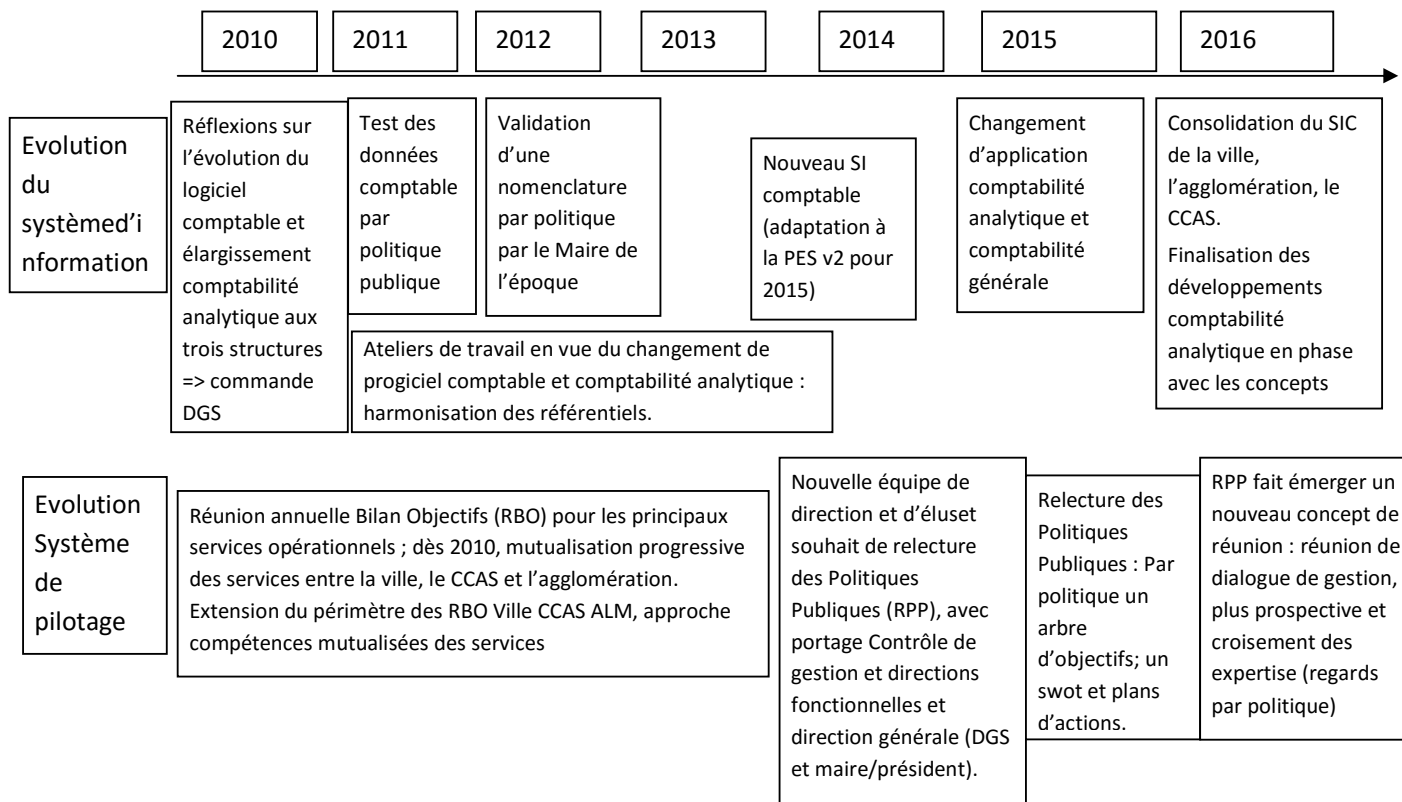 2010
2011
2012
2013
2014
2015
2016
Evolution
du
systèmed'i
nformation
Réflexions sur
l'évolution du
logiciel
comptable et
élargissement
comptabilité
analytique aux
trois structures
=> commande
DGS
Test des
données
comptable
par
politique
publique
Validation
d'une
nomenclature
par politique
par le Maire de
l'époque
Nouveau SI
comptable
(adaptation à
la PES v2 pour
2015)
Changement
d'application
comptabilité
analytique et
comptabilité
générale
Consolidation du SIC
de la ville,
l'agglomération, le
CCAS.
Finalisation des
développements
comptabilité
analytique en phase
avec les concepts
Ateliers de travail en vue du changement de
progiciel comptable et comptabilité analytique :
harmonisation des référentiels.
Evolution
Système
de
pilotage
Réunion annuelle Bilan Objectifs (RBO) pour les principaux
services opérationnels ; dès 2010, mutualisation progressive
des services entre la ville, le CCAS et l'agglomération.
Extension du périmètre des RBO Ville CCAS ALM, approche
compétences mutualisées des services
Nouvelle équipe de
direction et d'éluset
souhait de relecture
des Politiques
Publiques (RPP), avec
portage Contrôle de
gestion et directions
fonctionnelles et
direction générale (DGS
et maire/président).
Relecture des
Politiques
Publiques : Par
politique un
arbre
d'objectifs; un
swot et plans
d'actions.
RPP fait émerger un
nouveau concept de
réunion : réunion de
dialogue de gestion,
plus prospective et
croisement des
expertise (regards
par politique)